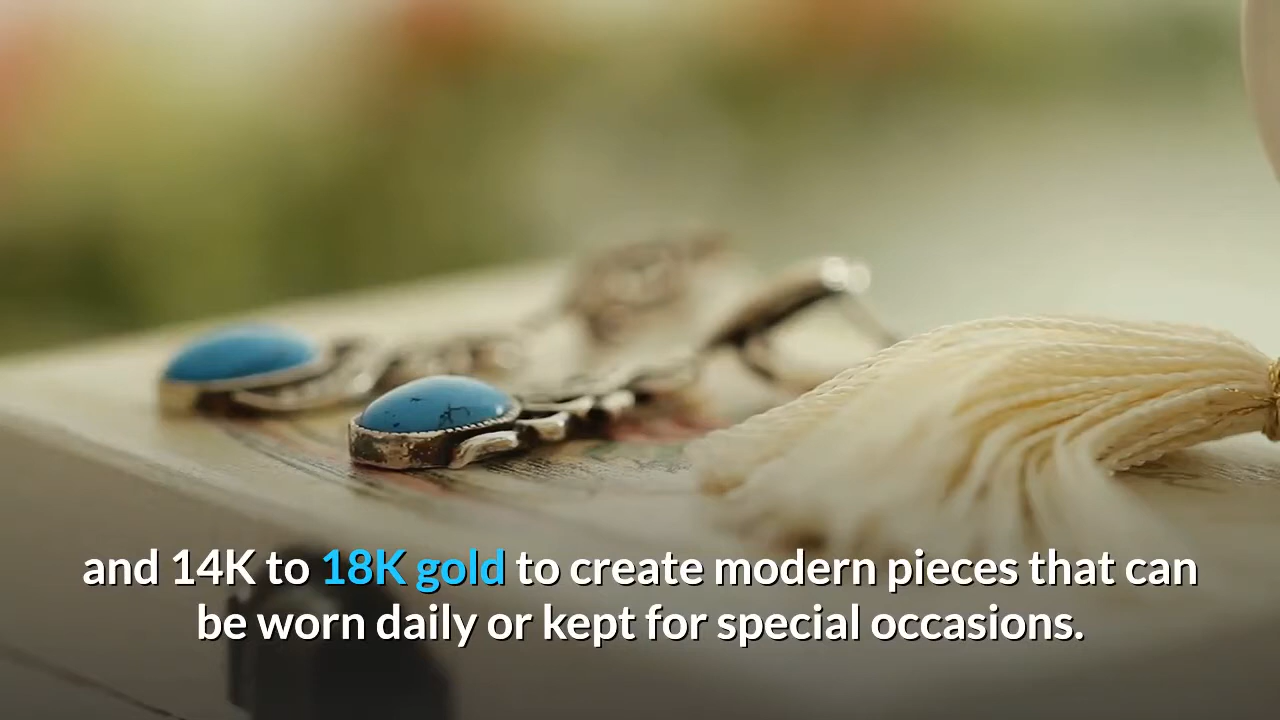 and 14K to 18K gold to create modern pieces that can
be worn daily or kept for special occasions.